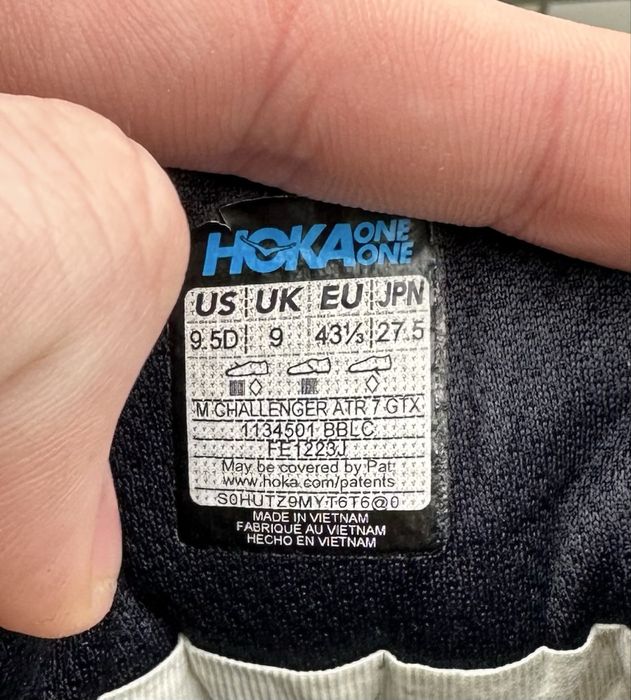 HOKA ONE ONE
US UK EU JPN
9.5D 9 43⅓ 27.5
M CHALLENGER ATR 7 GTX
1134501 BBLC
FE1223J
May be covered by Pat:
www.hoka.com/patents
S0HUTZ9MYT6T6@0
MADE IN VIETNAM
FABRIQUÉ AU VIETNAM
HECHO EN VIETNAM